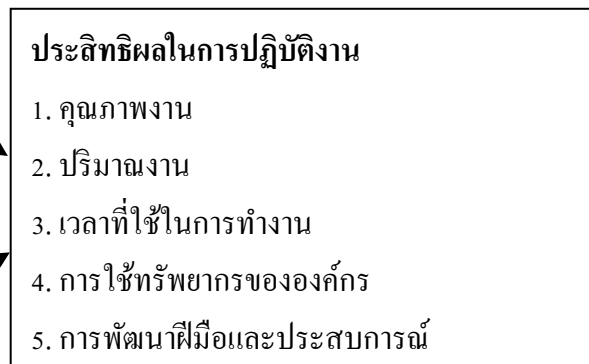 ประสิทธิผลในการปฏิบัติงาน
1. คุณภาพงาน
2. ปริมาณงาน
3. เวลาที่ใช้ในการทำงาน
4. การใช้ทรัพยากรขององค์กร
5. การพัฒนาฝีมือและประสบการณ์